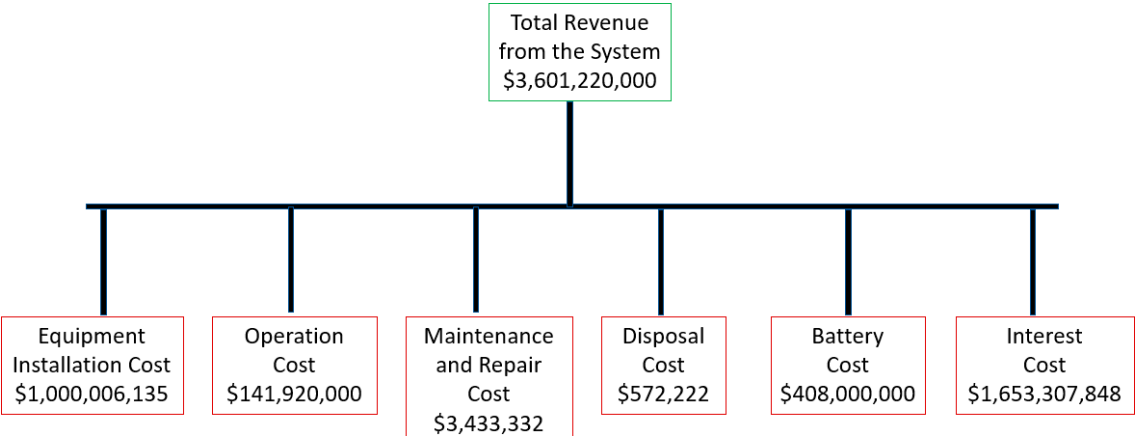 Total Revenue
from the System
$3,601,220,000
Equipment
Installation Cost
$1,000,006,135
Operation
Cost
$141,920,000
Maintenance
and Repair
Cost
$3,433,332
Disposal
Cost
$572,222
Battery
Cost
$408,000,000
Interest
Cost
$1,653,307,848